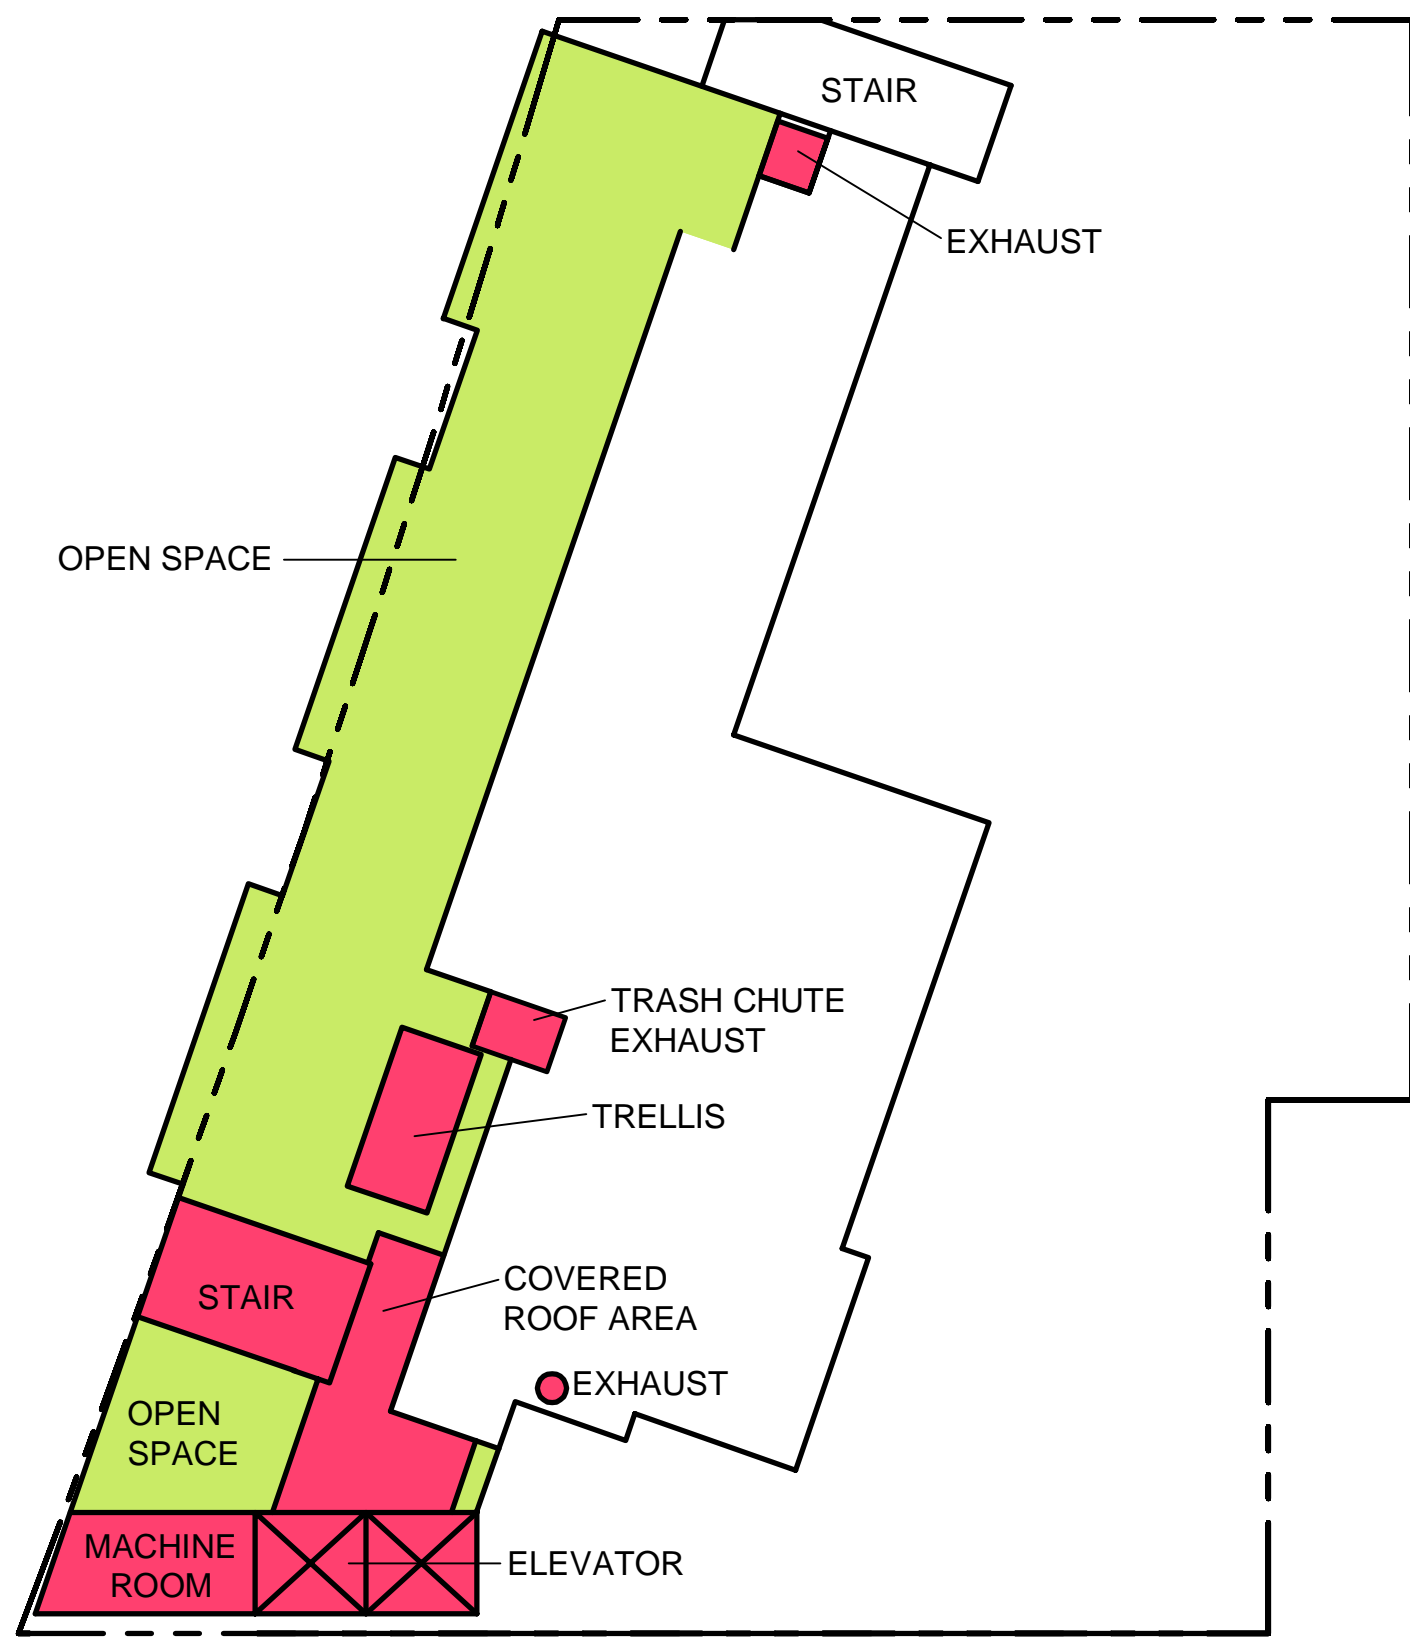 STAIR
EXHAUST
OPEN SPACE
TRASH CHUTE
EXHAUST
TRELLIS
COVERED
ROOF AREA
STAIR
EXHAUST
OPEN
SPACE
MACHINE
ROOM
ELEVATOR